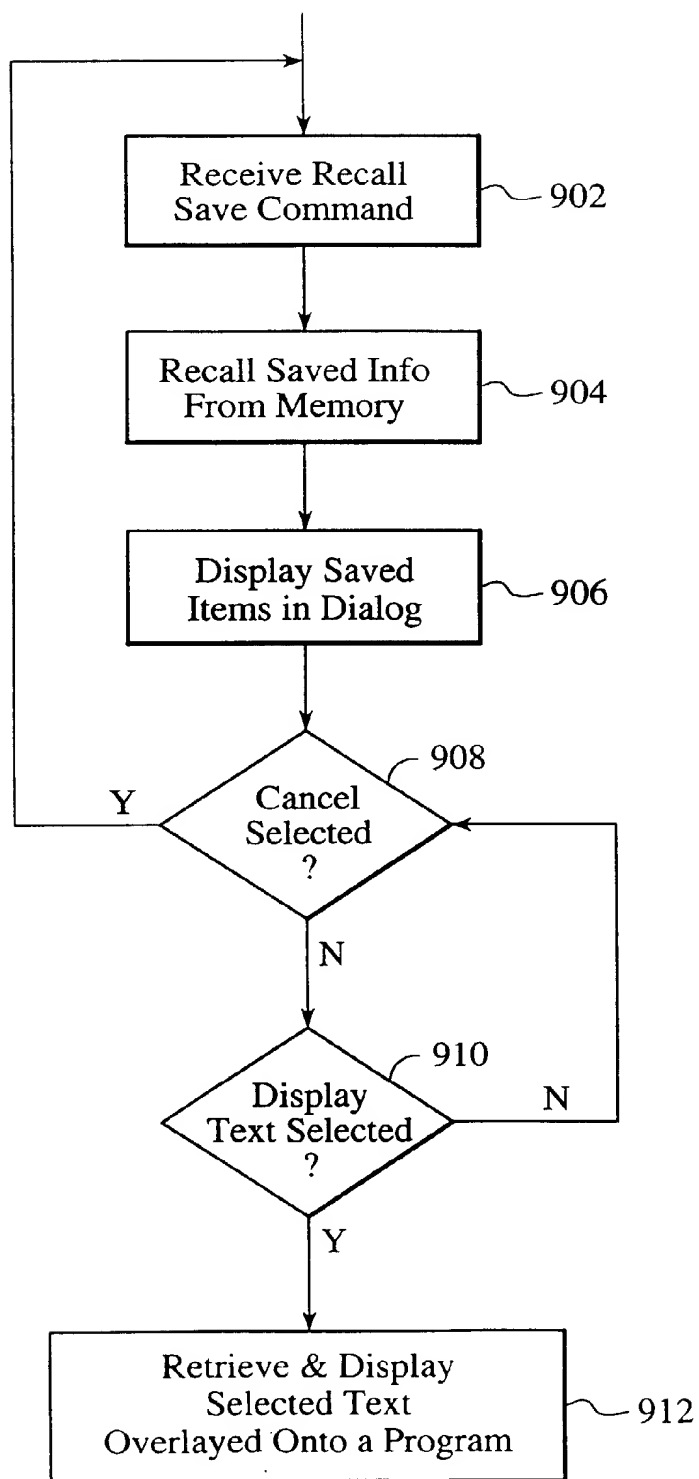 Receive Recall
Save Command
902
Recall Saved Info
From Memory
904
Display Saved
Items in Dialog
906
908
Cancel
Selected
?
Y
N
910
Display
Text Selected
?
N
Y
Retrieve & Display
Selected Text
Overlayed Onto a Program
912